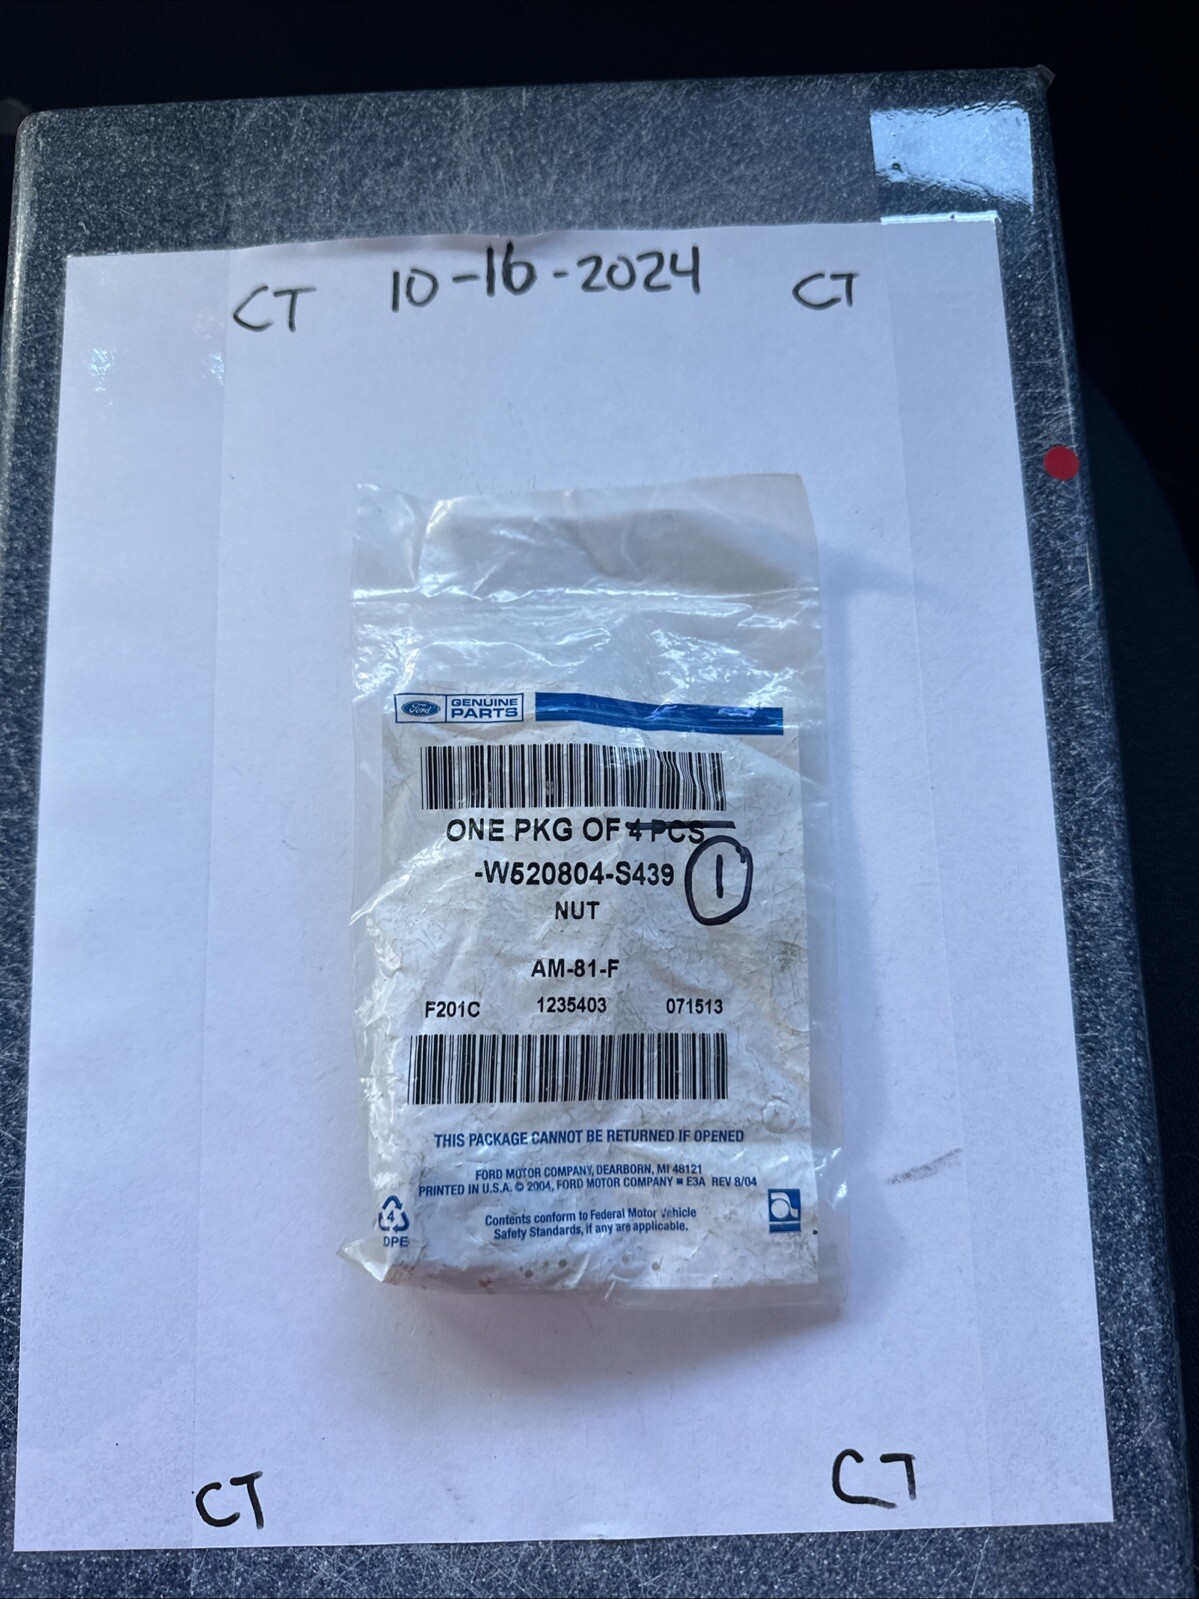 CT 10-16-2024 CT
Ford GENUINE
PARTS
ONE PKG OF 4 PCS
-W520804-S439 1
NUT
AM-81-F
F201C 1235403 071513
THIS PACKAGE CANNOT BE RETURNED IF OPENED
FORD MOTOR COMPANY, DEARBORN, MI 48121
PRINTED IN U.S.A. © 2004, FORD MOTOR COMPANY E3A REV 8/04
Contents conform to Federal Motor Vehicle
Safety Standards, if any are applicable.
4
DPE
CT CT